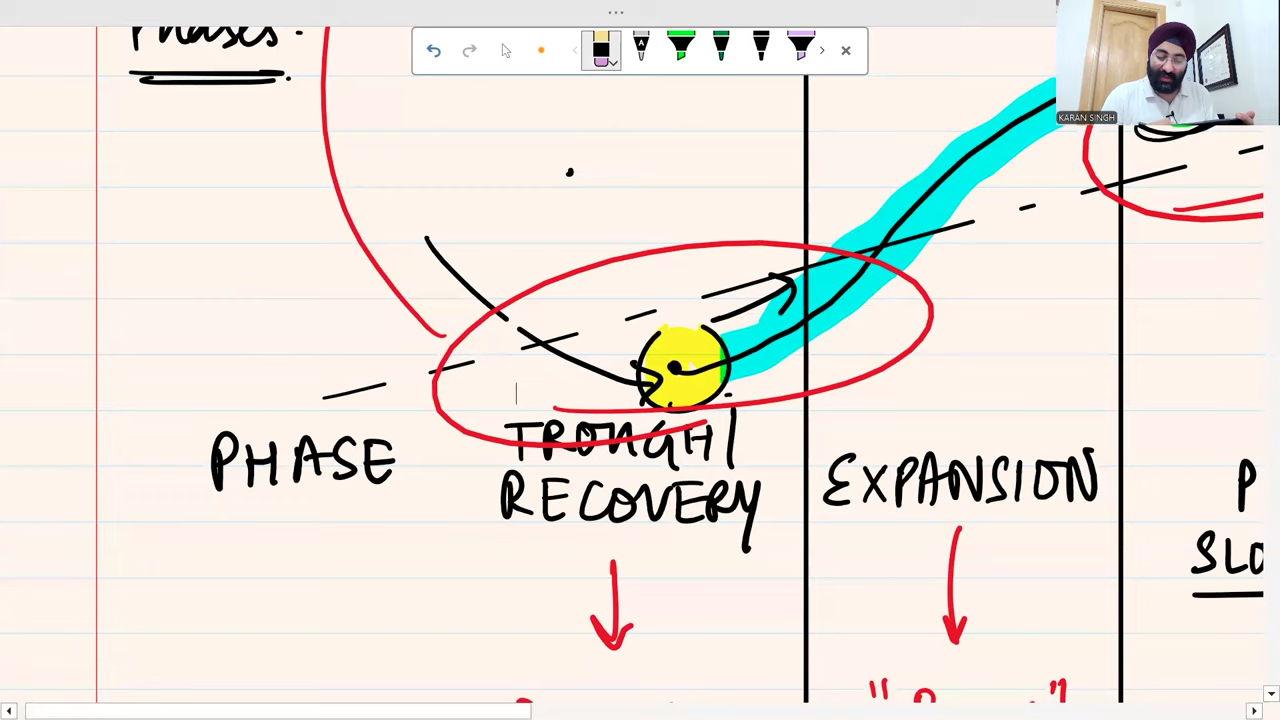 Phases:
KARAN SINGH
PHASE
TROUGH/
RECOVERY
EXPANSION
P
SLO